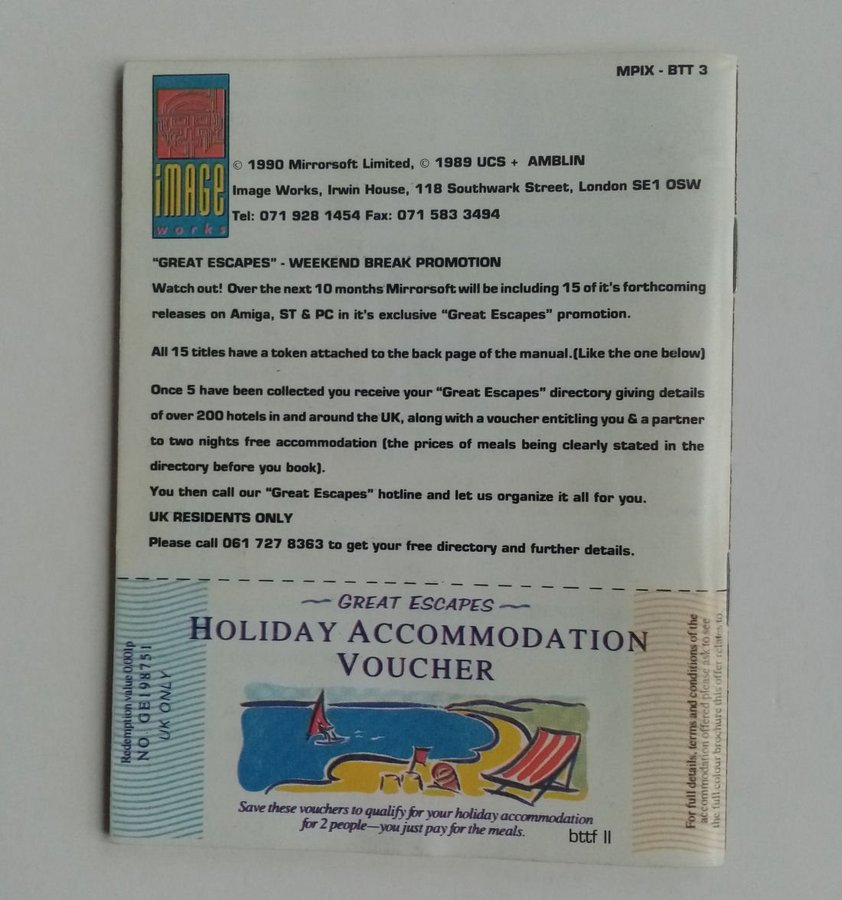 MPIX - BTT 3
IMAGE
works
© 1990 Mirrorsoft Limited, © 1989 UCS + AMBLIN
Image Works, Irwin House, 118 Southwark Street, London SE1 OSW
Tel: 071 928 1454 Fax: 071 583 3494
"GREAT ESCAPES" - WEEKEND BREAK PROMOTION
Watch out! Over the next 10 months Mirrorsoft will be including 15 of it's forthcoming
releases on Amiga, ST & PC in it's exclusive "Great Escapes" promotion.
All 15 titles have a token attached to the back page of the manual.(Like the one below)
Once 5 have been collected you receive your "Great Escapes" directory giving details
of over 200 hotels in and around the UK, along with a voucher entitling you & a partner
to two nights free accommodation (the prices of meals being clearly stated in the
directory before you book).
You then call our "Great Escapes" hotline and let us organize it all for you.
UK RESIDENTS ONLY
Please call 061 727 8363 to get your free directory and further details.
GREAT ESCAPES
HOLIDAY ACCOMMODATION
VOUCHER
Redemption value 0.001p
NO. GE198751
UK ONLY
Save these vouchers to qualify for your holiday accommodation
for 2 people—you just pay for the meals.
bttf II
For full details, terms and conditions of the
accommodation offered please ask to see
the full colour brochure this offer relates to.